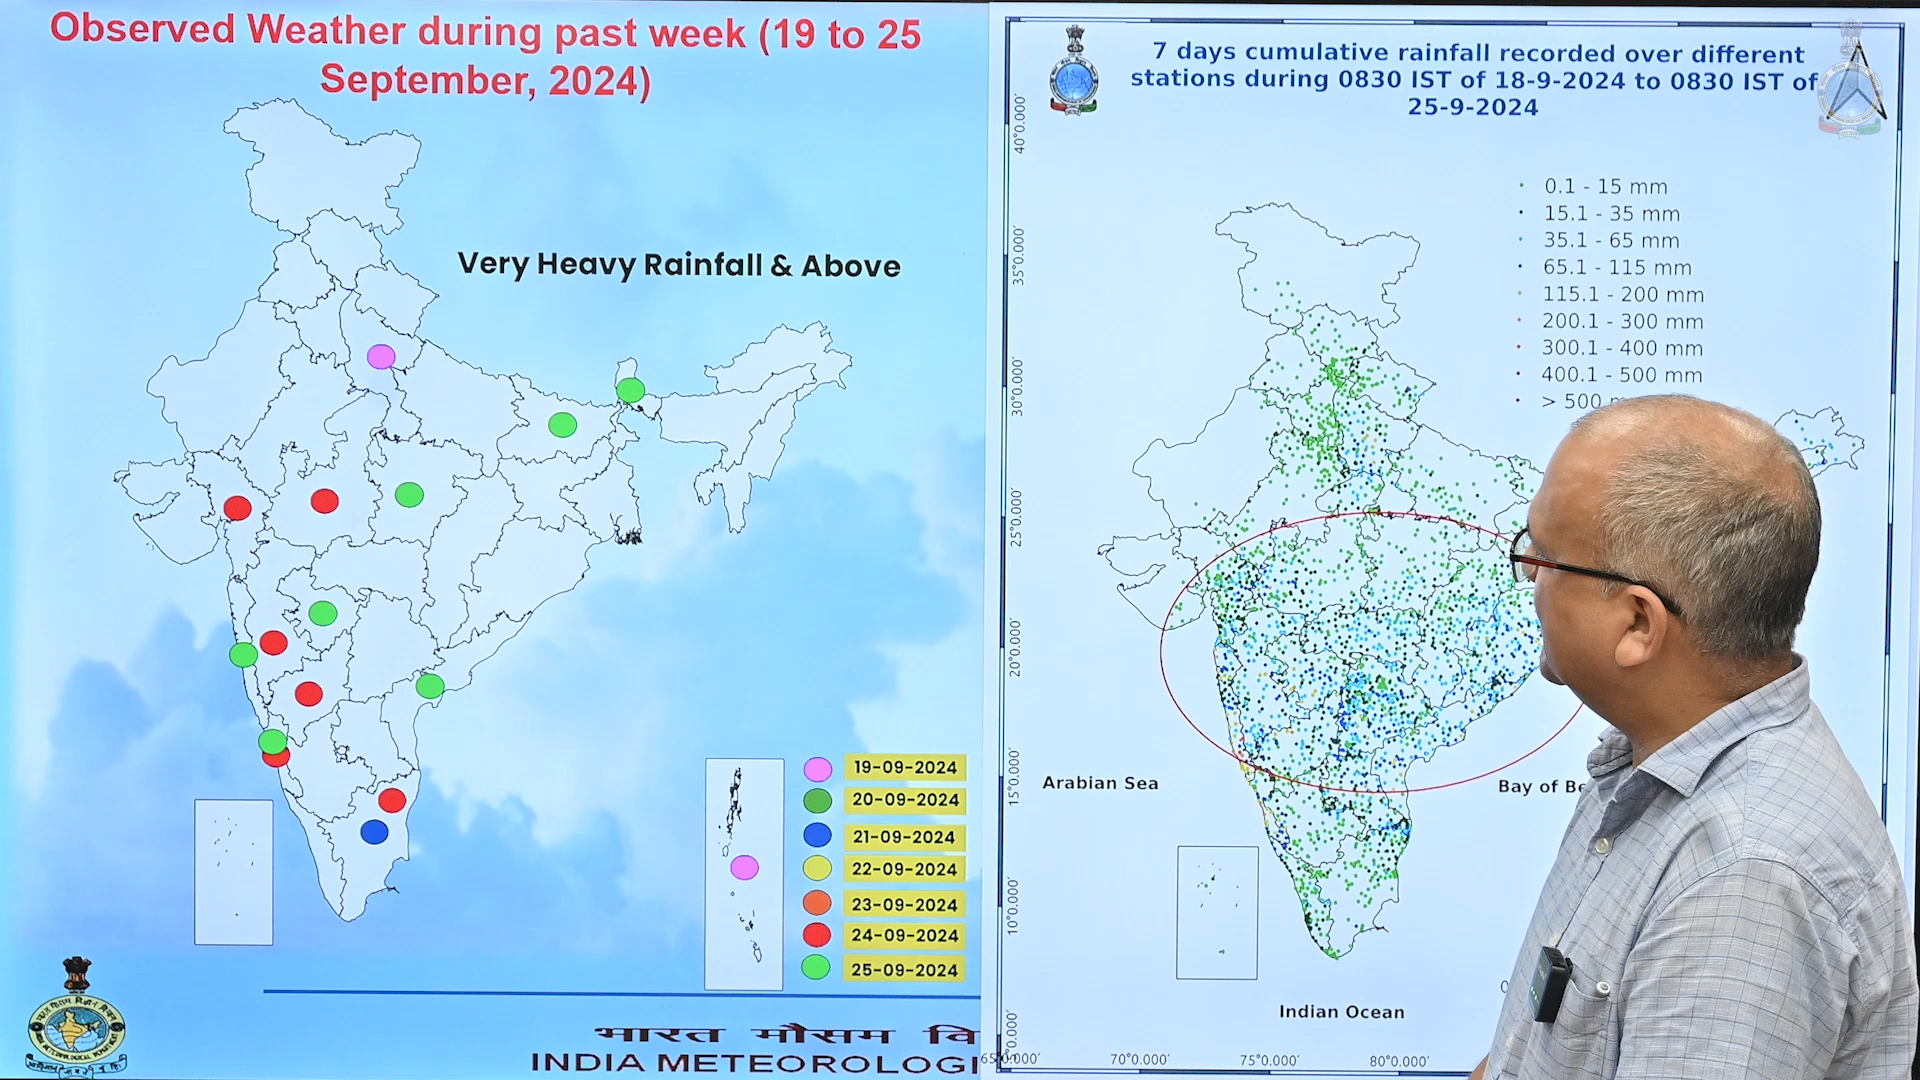 Observed Weather during past week (19 to 25
September, 2024)
Very Heavy Rainfall & Above
19-09-2024
20-09-2024
21-09-2024
22-09-2024
23-09-2024
24-09-2024
25-09-2024
भारत मौसम वि
INDIA METEOROLOGI
7 days cumulative rainfall recorded over different
stations during 0830 IST of 18-9-2024 to 0830 IST of
25-9-2024
0.1 - 15 mm
15.1 - 35 mm
35.1 - 65 mm
65.1 - 115 mm
115.1 - 200 mm
200.1 - 300 mm
300.1 - 400 mm
400.1 - 500 mm
> 500
40°0.000′
35°0.000′
30°0.000′
25°0.000′
20°0.000′
15°0.000′
10°0.000′
Arabian Sea
Bay of Be
Indian Ocean
70°0.000′
75°0.000′
80°0.000′